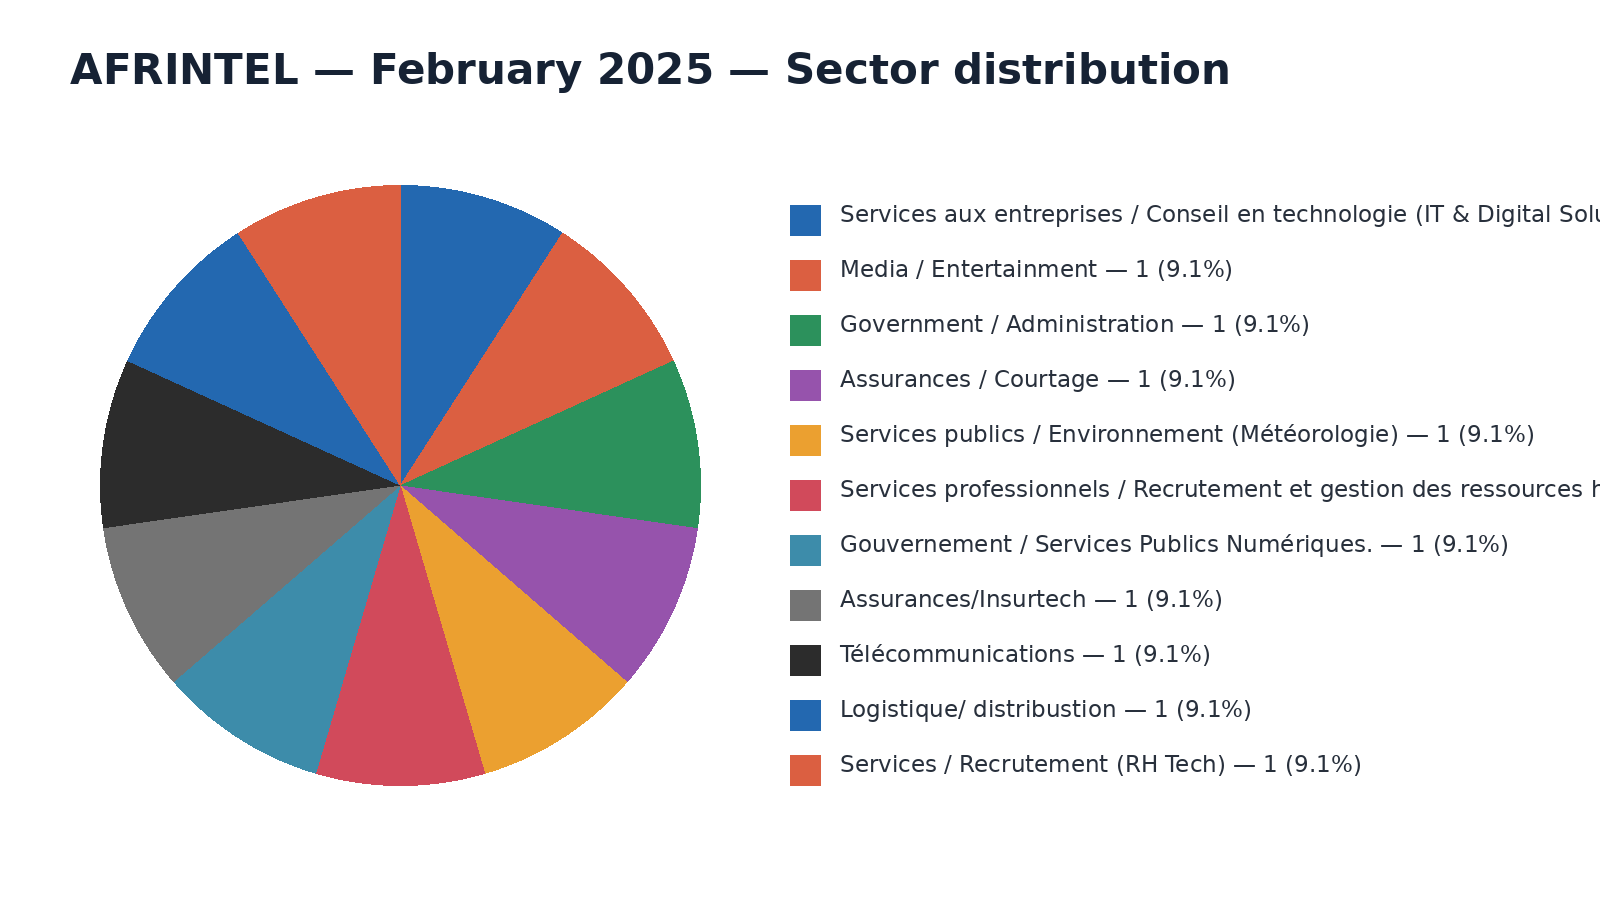 AFRINTEL — February 2025 — Sector distribution
Services aux entreprises / Conseil en technologie (IT & Digital Solu
Media / Entertainment — 1 (9.1%)
Government / Administration — 1 (9.1%)
Assurances / Courtage — 1 (9.1%)
Services publics / Environnement (Météorologie) — 1 (9.1%)
Services professionnels / Recrutement et gestion des ressources h
Gouvernement / Services Publics Numériques. — 1 (9.1%)
Assurances/Insurtech — 1 (9.1%)
Télécommunications — 1 (9.1%)
Logistique/ distribustion — 1 (9.1%)
Services / Recrutement (RH Tech) — 1 (9.1%)